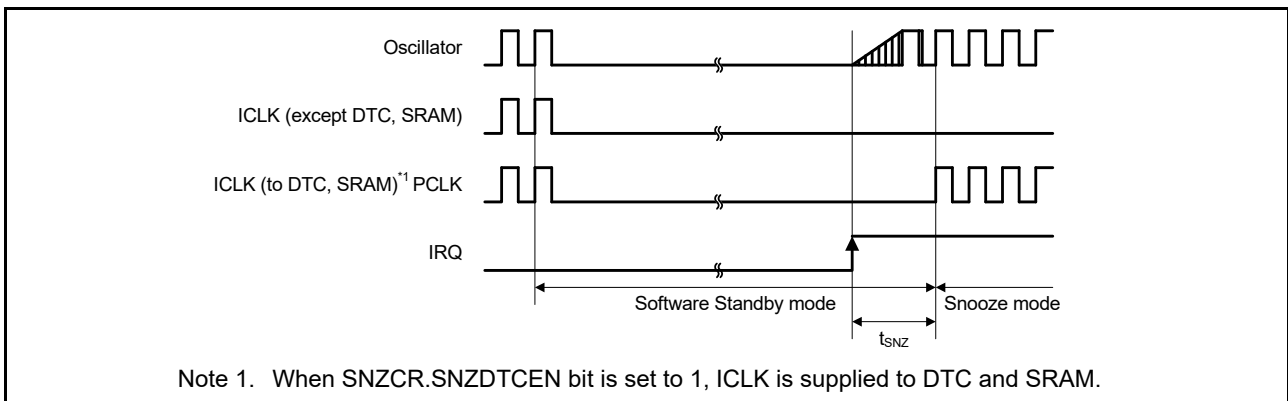 Oscillator
ICLK (except DTC, SRAM)
ICLK (to DTC, SRAM)*1 PCLK
IRQ
Software Standby mode
Snooze mode
tSNZ
Note 1. When SNZCR.SNZDTCEN bit is set to 1, ICLK is supplied to DTC and SRAM.